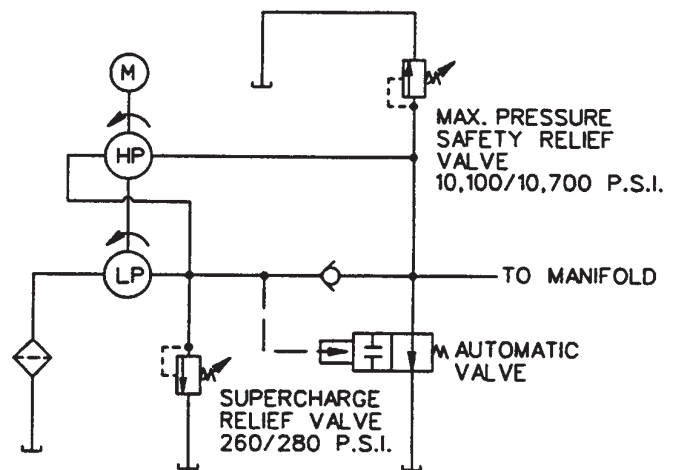 M
HP
MAX. PRESSURE
SAFETY RELIEF
VALVE
10,100/10,700 P.S.I.
LP
TO MANIFOLD
AUTOMATIC
VALVE
SUPERCHARGE
RELIEF VALVE
260/280 P.S.I.